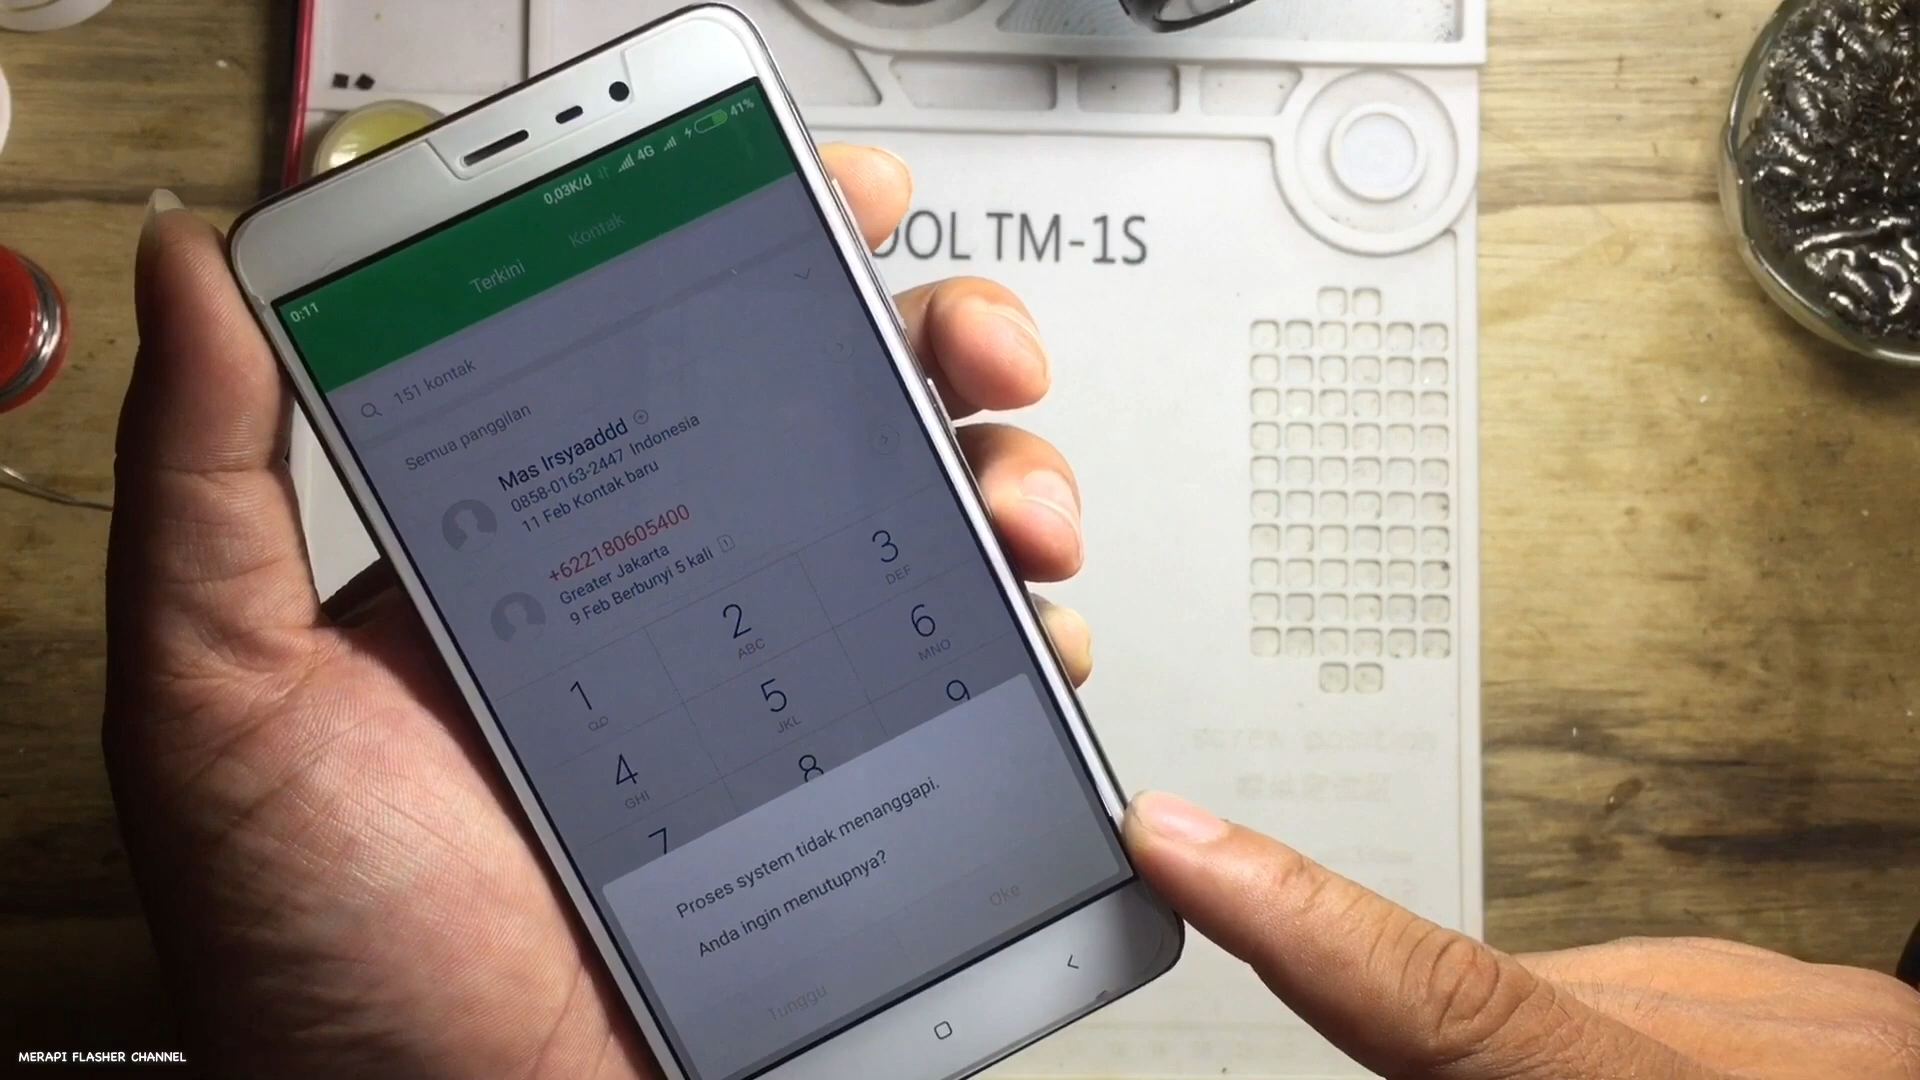 0:11
0,03K/d 4G 41%
Terkini Kontak
151 kontak
Semua panggilan
Mas Irsyaaddd
0858-0163-2447 Indonesia
11 Feb Kontak baru
+622180605400
Greater Jakarta
9 Feb Berbunyi 5 kali 1
1
2 ABC
3 DEF
4 GHI
5 JKL
6 MNO
7
8
9
Proses system tidak menanggapi.
Anda ingin menutupnya?
Tunggu Oke
OOL TM-1S
screw position
MERAPI FLASHER CHANNEL